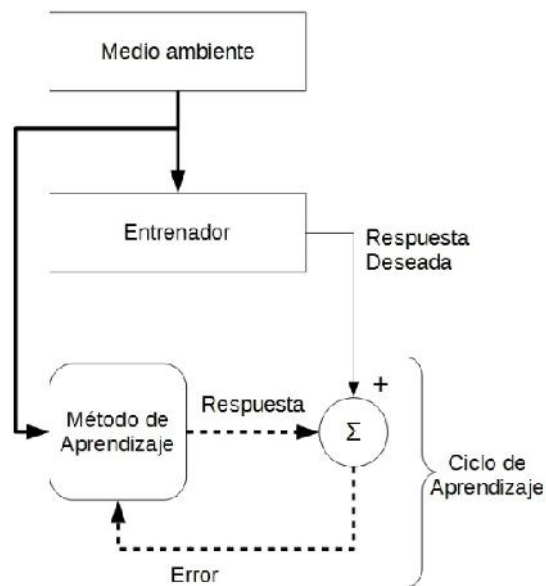 Medio ambiente
Entrenador
Respuesta
Deseada
+
Método de
Aprendizaje
Respuesta
Σ
Ciclo de
Aprendizaje
Error